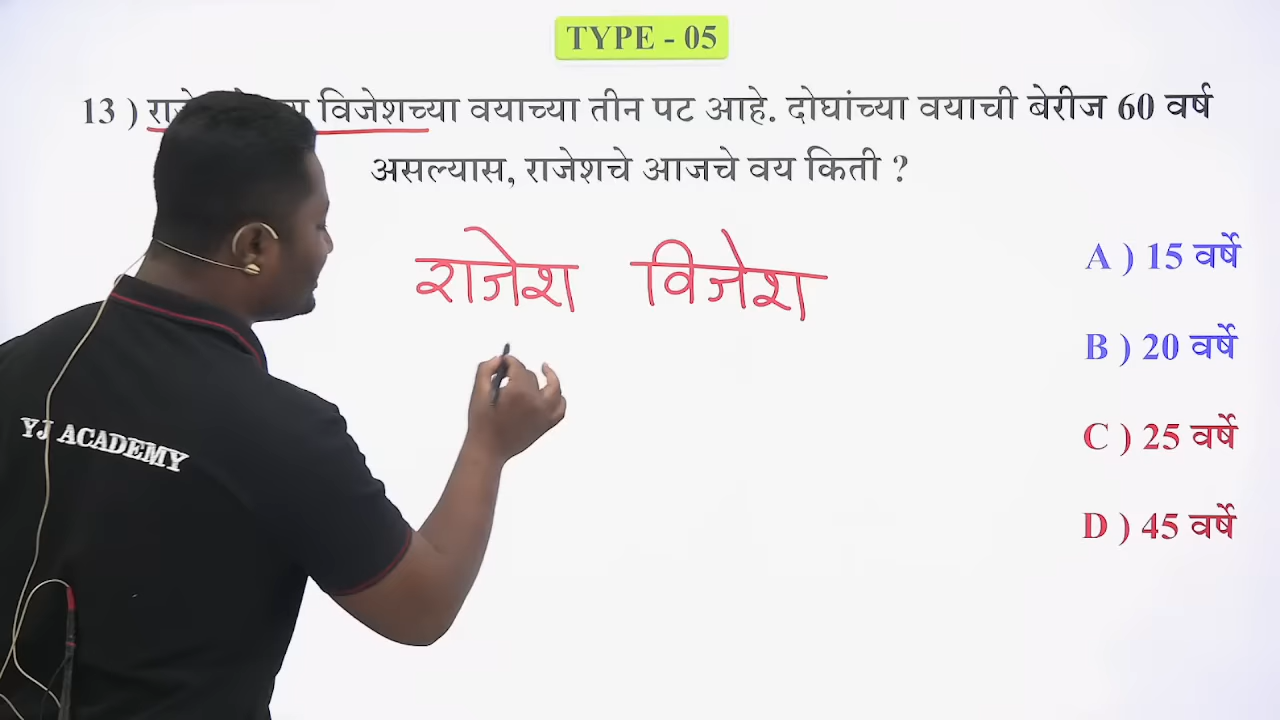 TYPE - 05
13 ) विजेशच्या वयाच्या तीन पट आहे. दोघांच्या वयाची बेरीज 60 वर्ष
असल्यास, राजेशचे आजचे वय किती ?
राजेश विजेश
A ) 15 वर्षे
B ) 20 वर्षे
C ) 25 वर्षे
D ) 45 वर्षे
YJ ACADEMY